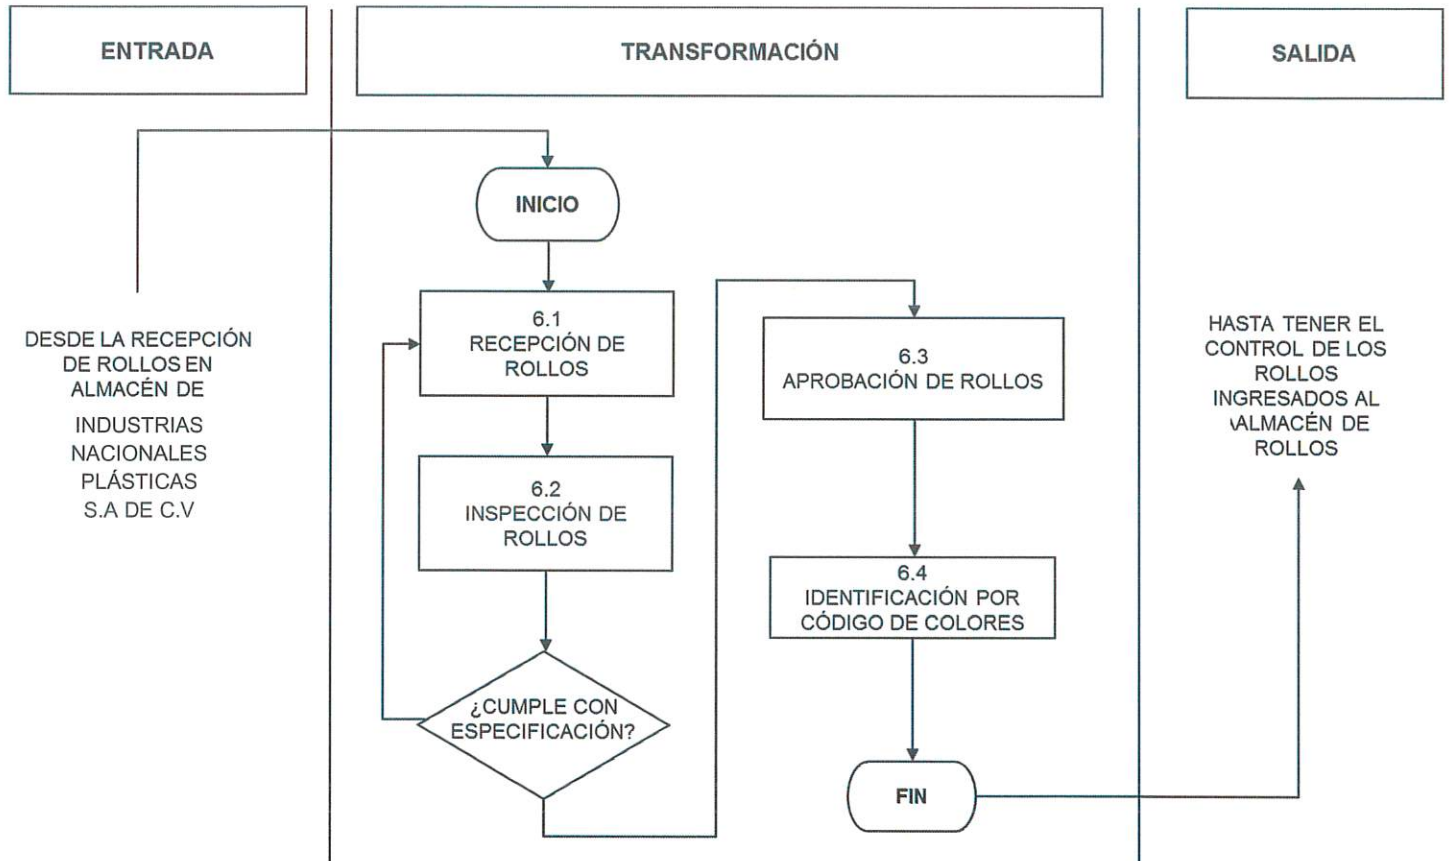 ENTRADA
TRANSFORMACIÓN
SALIDA
DESDE LA RECEPCIÓN
DE ROLLOS EN
ALMACÉN DE
INDUSTRIAS
NACIONALES
PLÁSTICAS
S.A DE C.V
INICIO
6.1
RECEPCIÓN DE
ROLLOS
6.2
INSPECCIÓN DE
ROLLOS
¿CUMPLE CON
ESPECIFICACIÓN?
6.3
APROBACIÓN DE ROLLOS
6.4
IDENTIFICACIÓN POR
CÓDIGO DE COLORES
FIN
HASTA TENER EL
CONTROL DE LOS
ROLLOS
INGRESADOS AL
ALMACÉN DE
ROLLOS